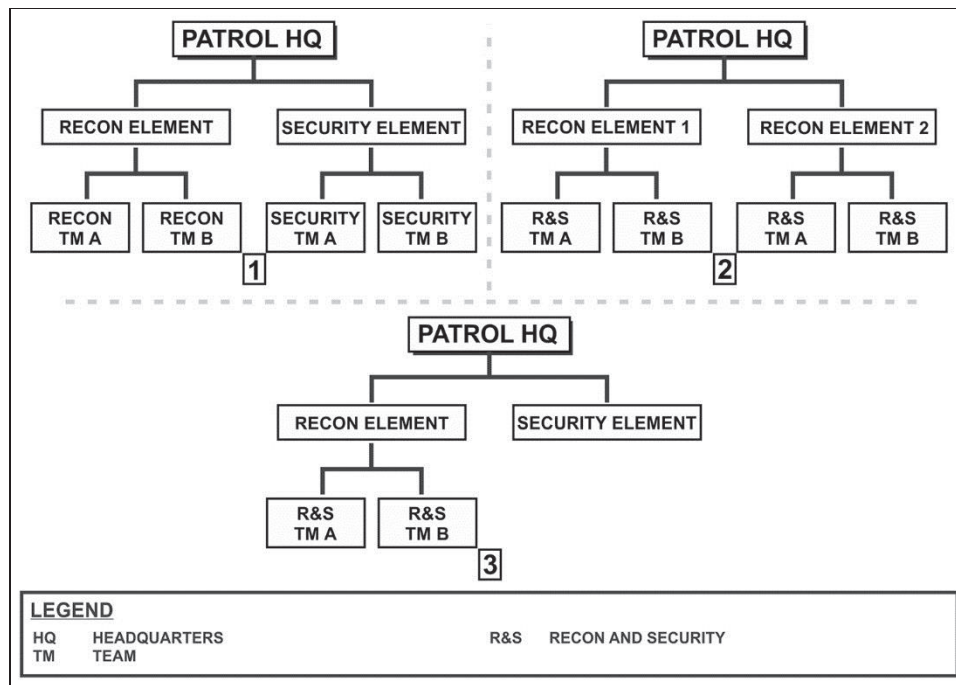 PATROL HQ
RECON ELEMENT
SECURITY ELEMENT
RECON
TM A
RECON
TM B
SECURITY
TM A
SECURITY
TM B
1
PATROL HQ
RECON ELEMENT 1
RECON ELEMENT 2
R&S
TM A
R&S
TM B
R&S
TM A
R&S
TM B
2
PATROL HQ
RECON ELEMENT
SECURITY ELEMENT
R&S
TM A
R&S
TM B
3
LEGEND
HQ HEADQUARTERS
TM TEAM
R&S RECON AND SECURITY